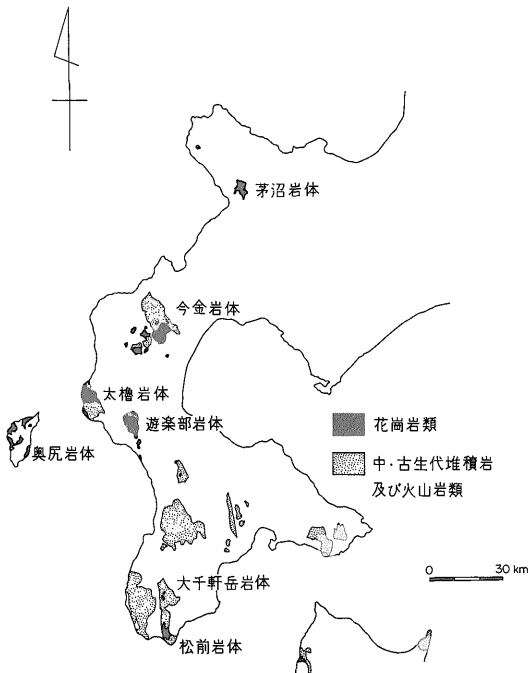 茅沼岩体
今金岩体
太櫓岩体
遊楽部岩体
奥尻岩体
花崗岩類
中・古生代堆積岩
及び火山岩類
0 30 km
大千軒岳岩体
松前岩体